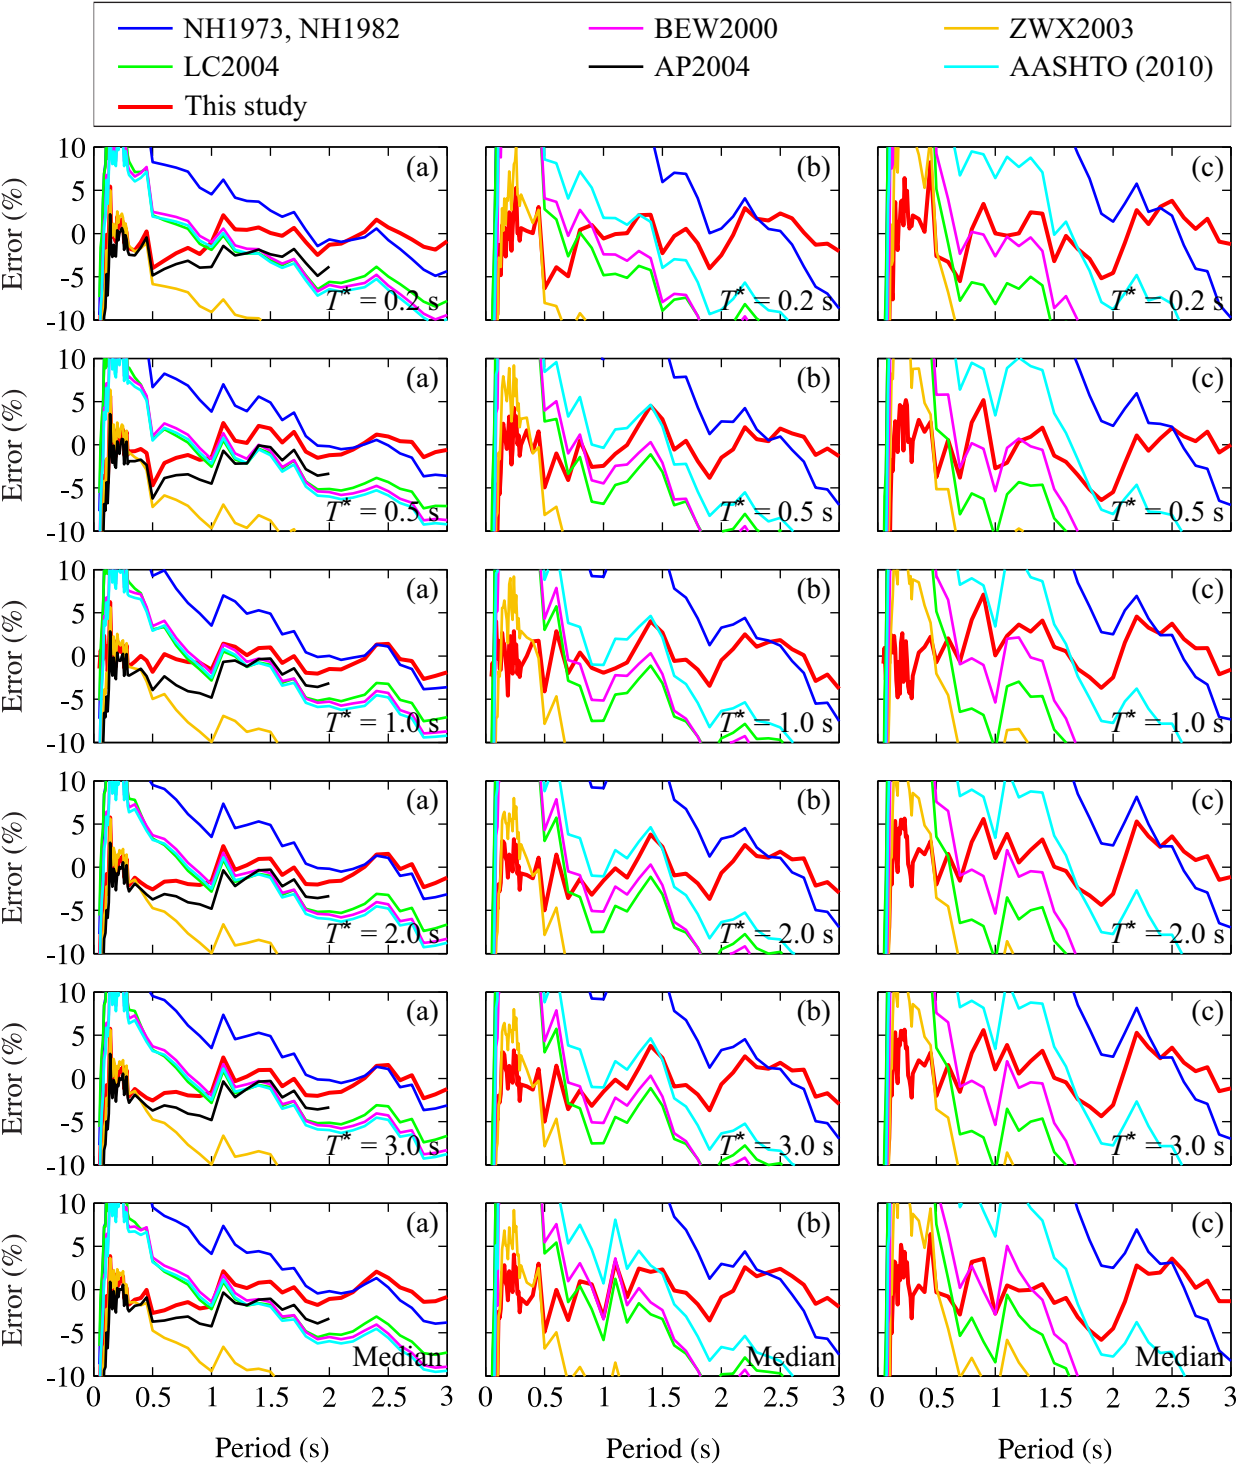 NH1973, NH1982 BEW2000 ZWX2003
LC2004 AP2004 AASHTO (2010)
This study
10 (a) (b) (c)
5
0
-5
-10
Error (%)
T* = 0.2 s T* = 0.2 s T* = 0.2 s
10 (a) (b) (c)
5
0
-5
-10
Error (%)
T* = 0.5 s T* = 0.5 s T* = 0.5 s
10 (a) (b) (c)
5
0
-5
-10
Error (%)
T* = 1.0 s T* = 1.0 s T* = 1.0 s
10 (a) (b) (c)
5
0
-5
-10
Error (%)
T* = 2.0 s T* = 2.0 s T* = 2.0 s
10 (a) (b) (c)
5
0
-5
-10
Error (%)
T* = 3.0 s T* = 3.0 s T* = 3.0 s
10 (a) (b) (c)
5
0
-5
-10
Error (%)
Median Median Median
0 0.5 1 1.5 2 2.5 3 0 0.5 1 1.5 2 2.5 3 0 0.5 1 1.5 2 2.5 3
Period (s) Period (s) Period (s)